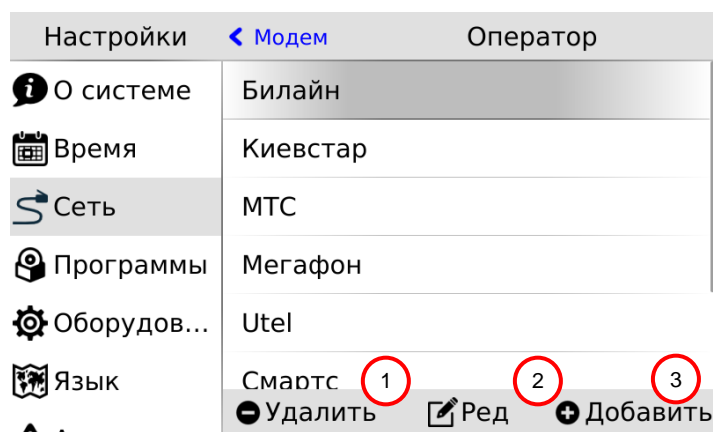 Настройки
Модем
Оператор
О системе
Время
Сеть
Программы
Оборудов...
Язык
Билайн
Киевстар
МТС
Мегафон
Utel
Смартс
1
2
3
Удалить
Ред
Добавить